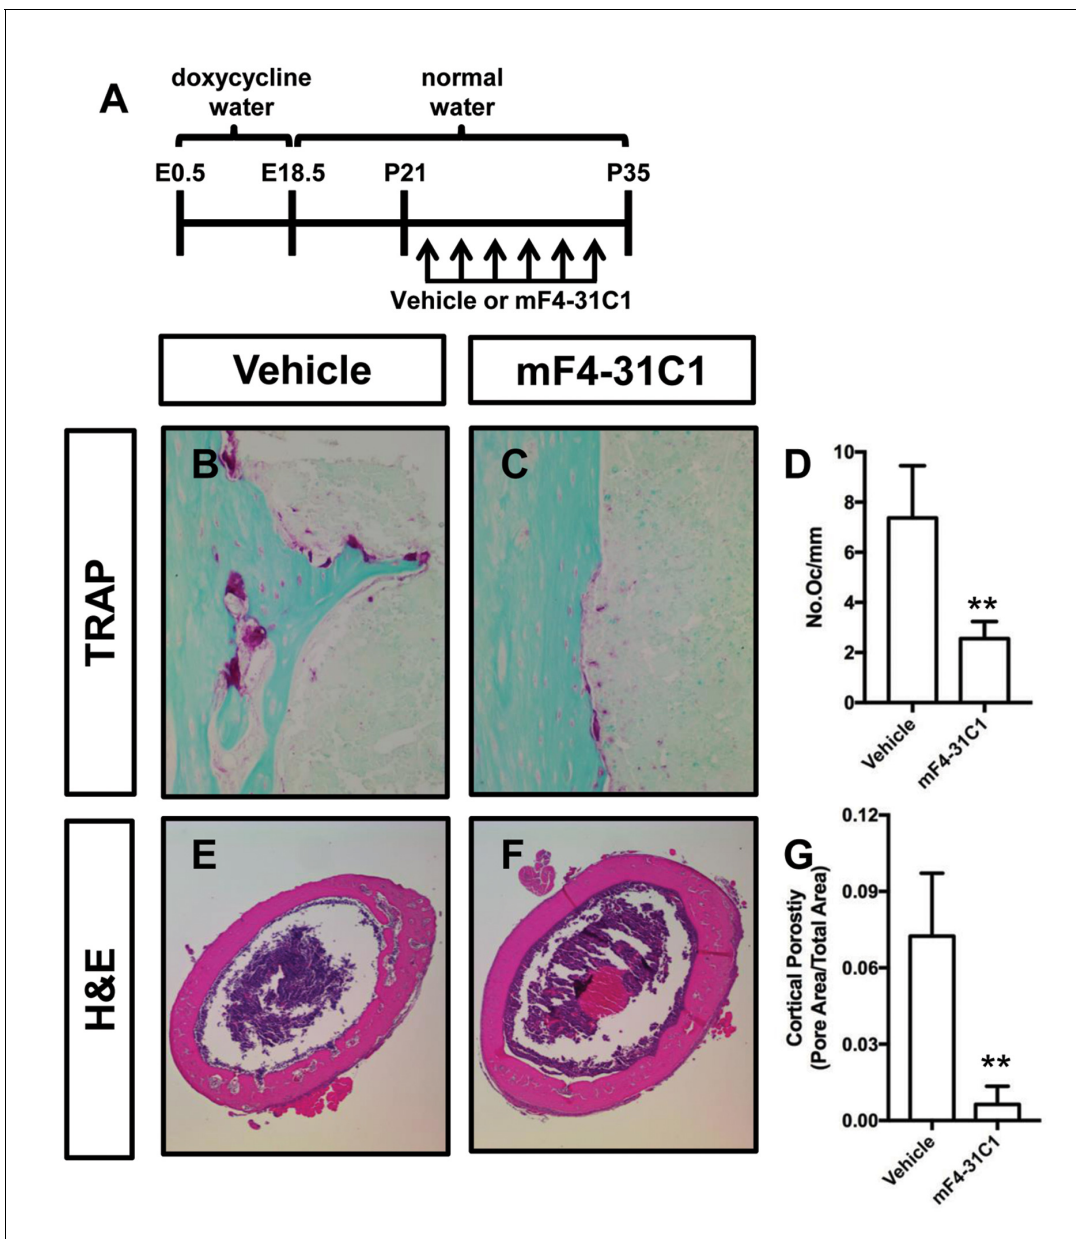 A
doxycycline
water
normal
water
E0.5 E18.5 P21 P35
Vehicle or mF4-31C1
Vehicle
mF4-31C1
TRAP
B
C
D
10
8
6
4
2
0
No.Oc/mm
**
Vehicle
mF4-31C1
H&E
E
F
G
0.12
0.09
0.06
0.03
0.00
Cortical Porostiy
(Pore Area/Total Area)
**
Vehicle
mF4-31C1